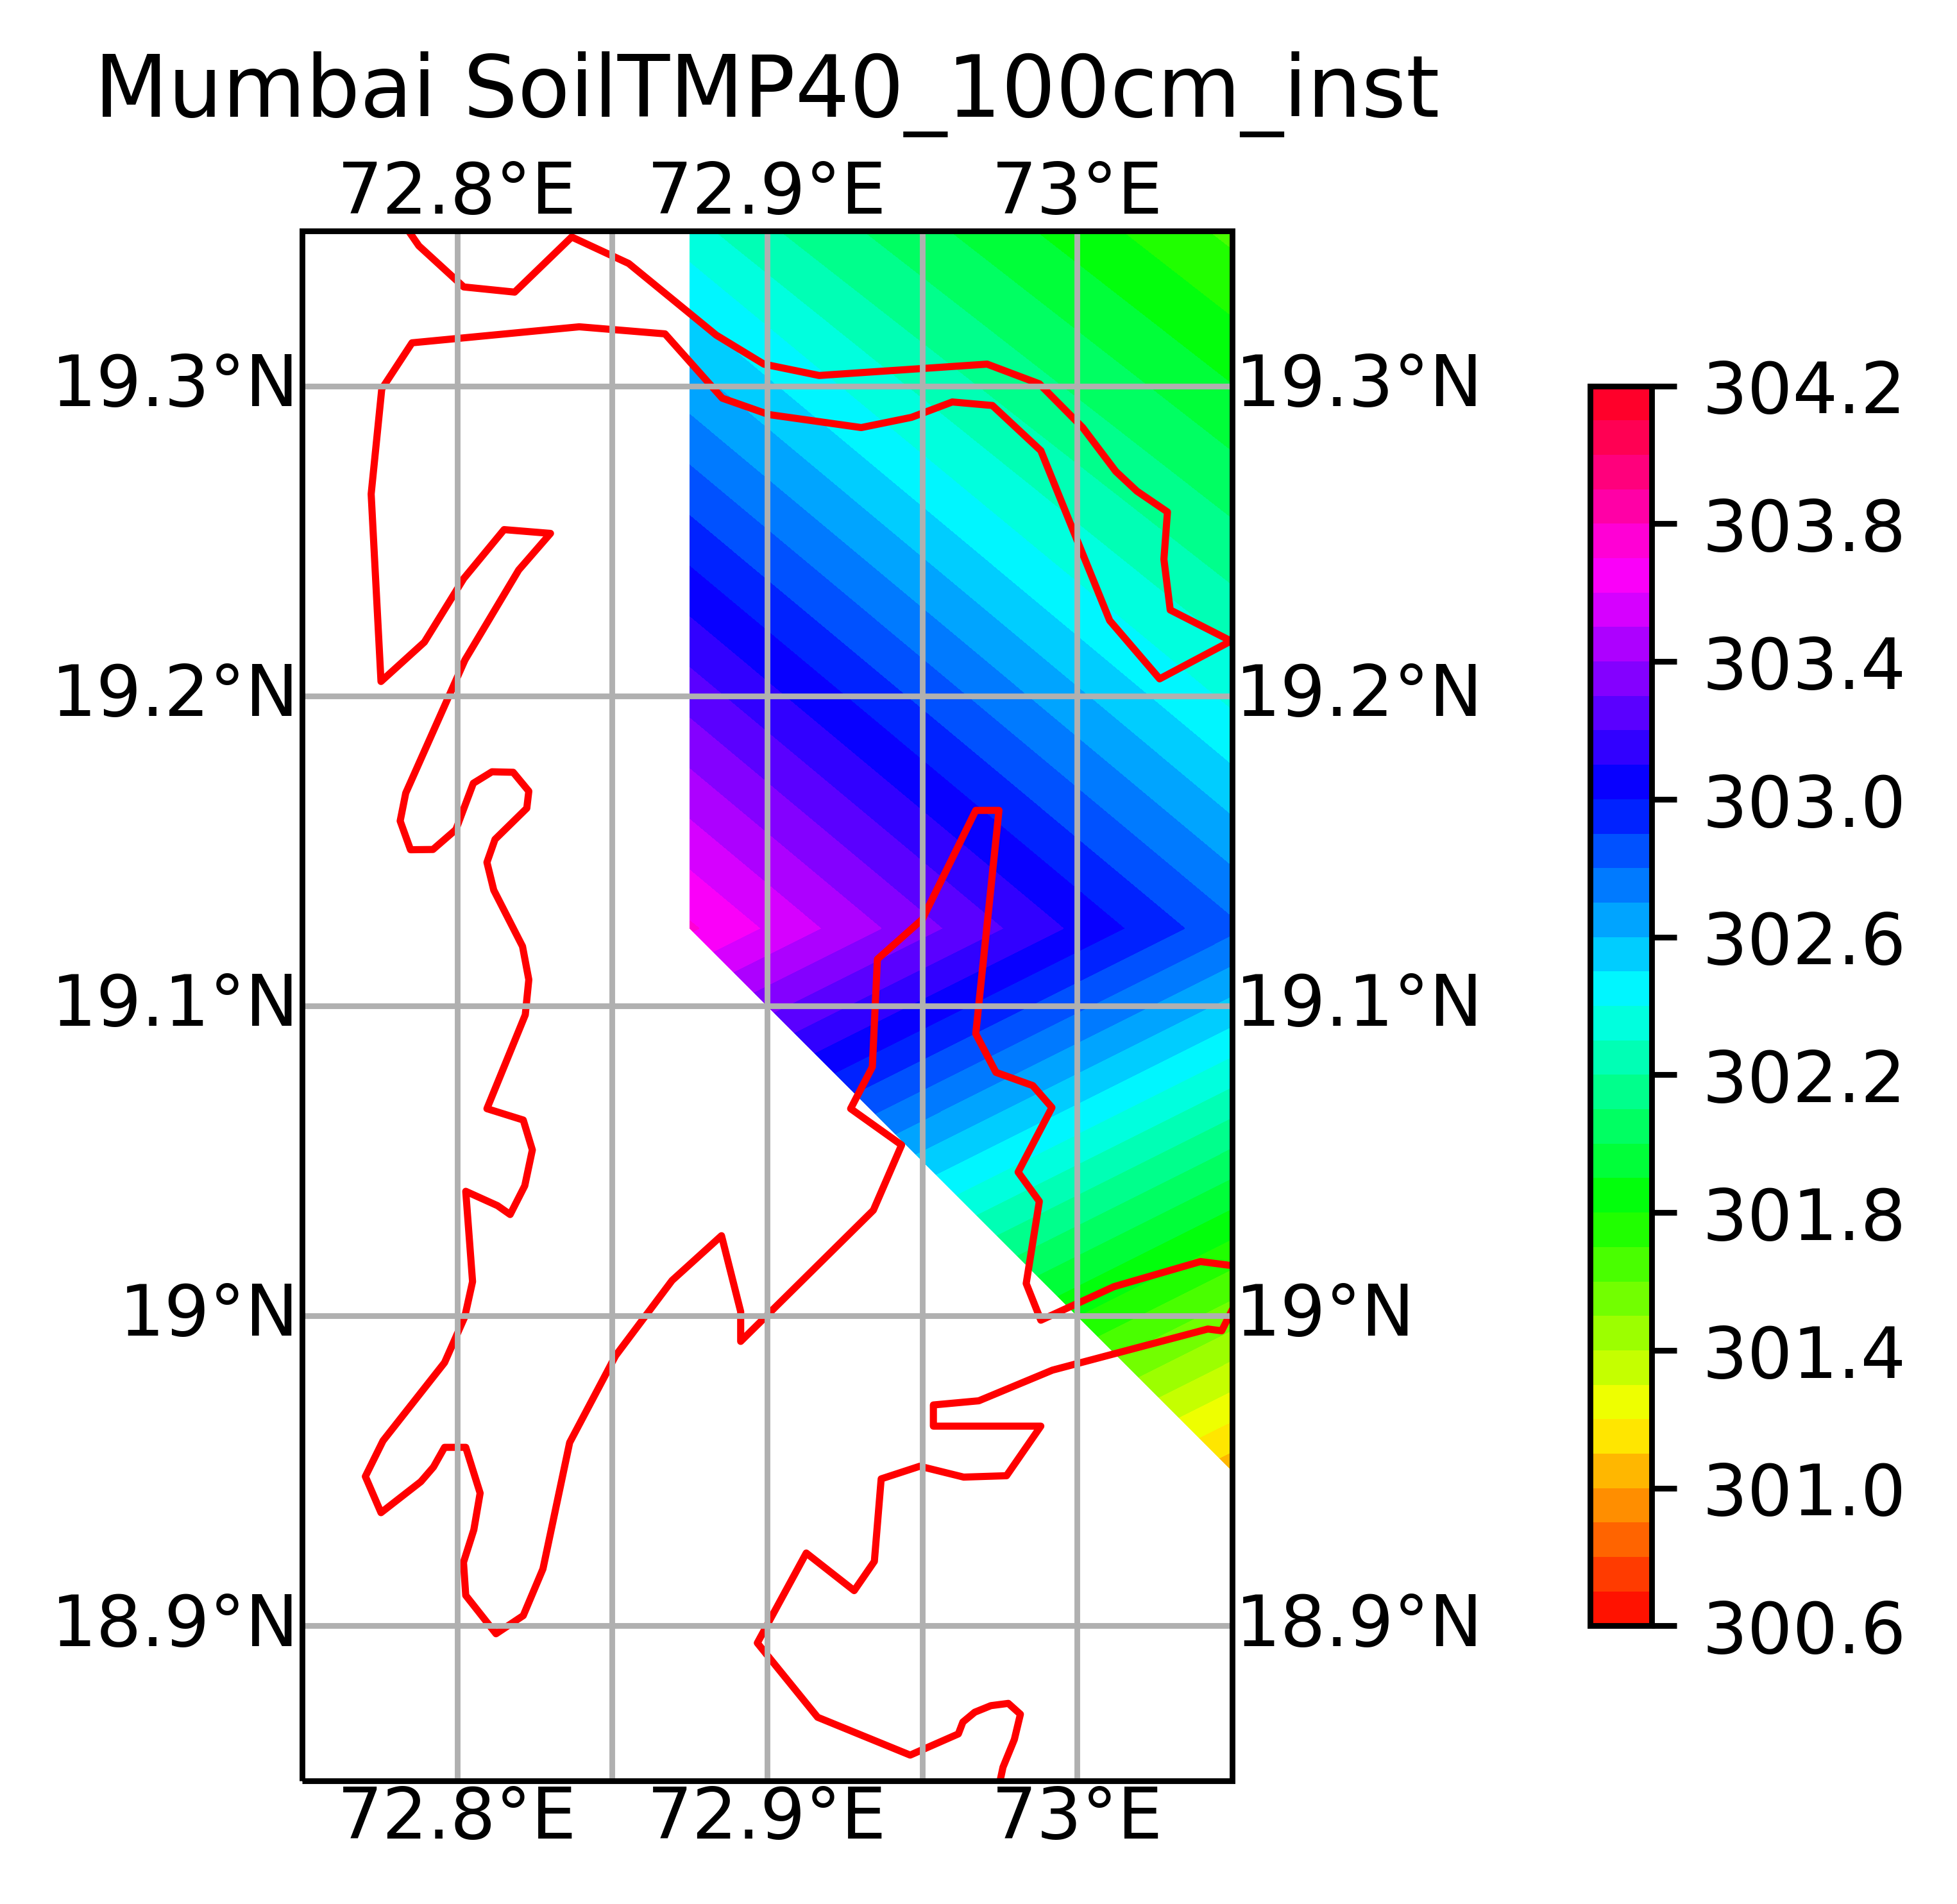 Mumbai SoilTMP40_100cm_inst
72.8°E 72.9°E 73°E
19.3°N 19.3°N 304.2
303.8
19.2°N 19.2°N 303.4
303.0
19.1°N 19.1°N 302.6
302.2
19°N 19°N 301.8
301.4
301.0
18.9°N 18.9°N 300.6
72.8°E 72.9°E 73°E